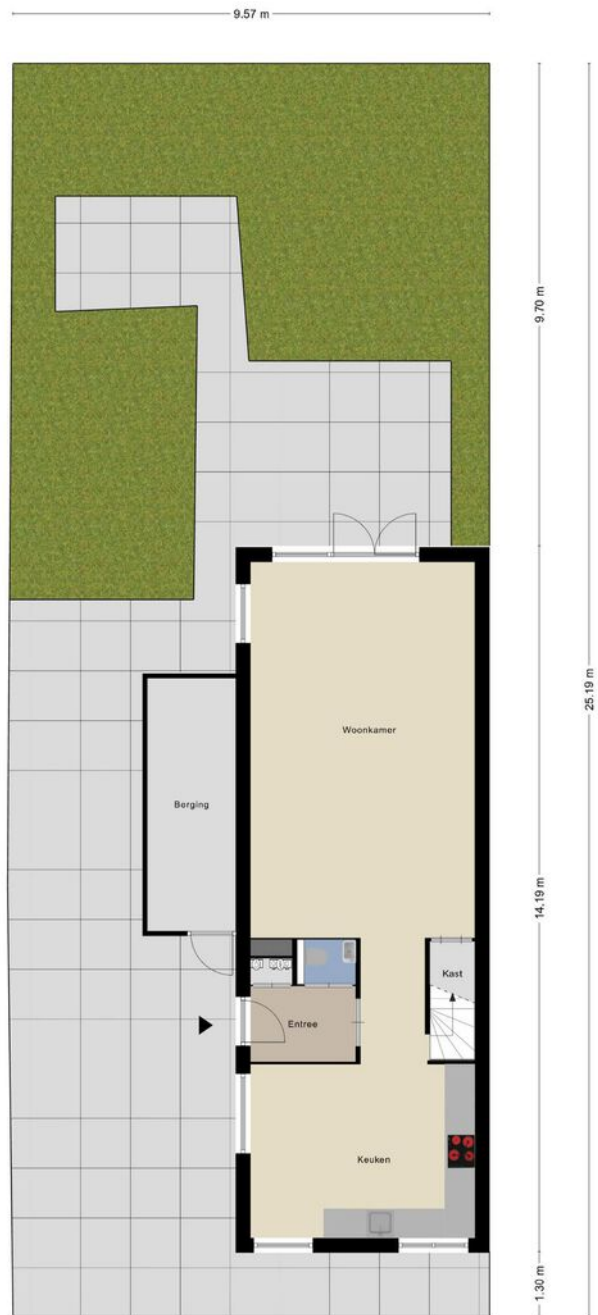 9.57 m
9.70 m
25.19 m
Woonkamer
Berging
14.19 m
Kast
Entree
Keuken
1.30 m